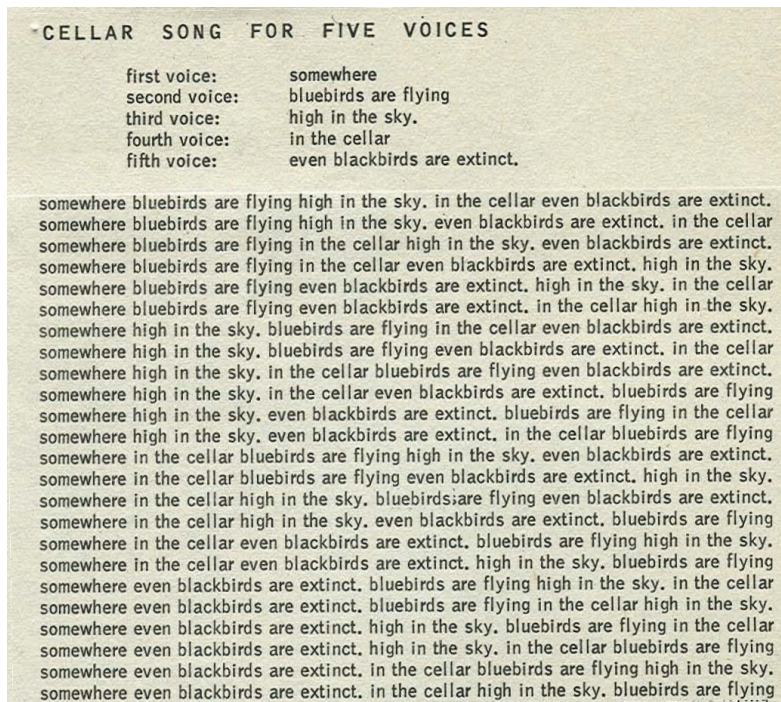 CELLAR SONG FOR FIVE VOICES
first voice: somewhere
second voice: bluebirds are flying
third voice: high in the sky.
fourth voice: in the cellar
fifth voice: even blackbirds are extinct.
somewhere bluebirds are flying high in the sky. in the cellar even blackbirds are extinct.
somewhere bluebirds are flying high in the sky. even blackbirds are extinct. in the cellar
somewhere bluebirds are flying in the cellar high in the sky. even blackbirds are extinct.
somewhere bluebirds are flying in the cellar even blackbirds are extinct. high in the sky.
somewhere bluebirds are flying even blackbirds are extinct. high in the sky. in the cellar
somewhere bluebirds are flying even blackbirds are extinct. in the cellar high in the sky.
somewhere high in the sky. bluebirds are flying in the cellar even blackbirds are extinct.
somewhere high in the sky. bluebirds are flying even blackbirds are extinct. in the cellar
somewhere high in the sky. in the cellar bluebirds are flying even blackbirds are extinct.
somewhere high in the sky. in the cellar even blackbirds are extinct. bluebirds are flying
somewhere high in the sky. even blackbirds are extinct. bluebirds are flying in the cellar
somewhere high in the sky. even blackbirds are extinct. in the cellar bluebirds are flying
somewhere in the cellar bluebirds are flying high in the sky. even blackbirds are extinct.
somewhere in the cellar bluebirds are flying even blackbirds are extinct. high in the sky.
somewhere in the cellar high in the sky. bluebirds are flying even blackbirds are extinct.
somewhere in the cellar high in the sky. even blackbirds are extinct. bluebirds are flying
somewhere in the cellar even blackbirds are extinct. bluebirds are flying high in the sky.
somewhere in the cellar even blackbirds are extinct. high in the sky. bluebirds are flying
somewhere even blackbirds are extinct. bluebirds are flying high in the sky. in the cellar
somewhere even blackbirds are extinct. bluebirds are flying in the cellar high in the sky.
somewhere even blackbirds are extinct. high in the sky. bluebirds are flying in the cellar
somewhere even blackbirds are extinct. high in the sky. in the cellar bluebirds are flying
somewhere even blackbirds are extinct. in the cellar bluebirds are flying high in the sky.
somewhere even blackbirds are extinct. in the cellar high in the sky. bluebirds are flying